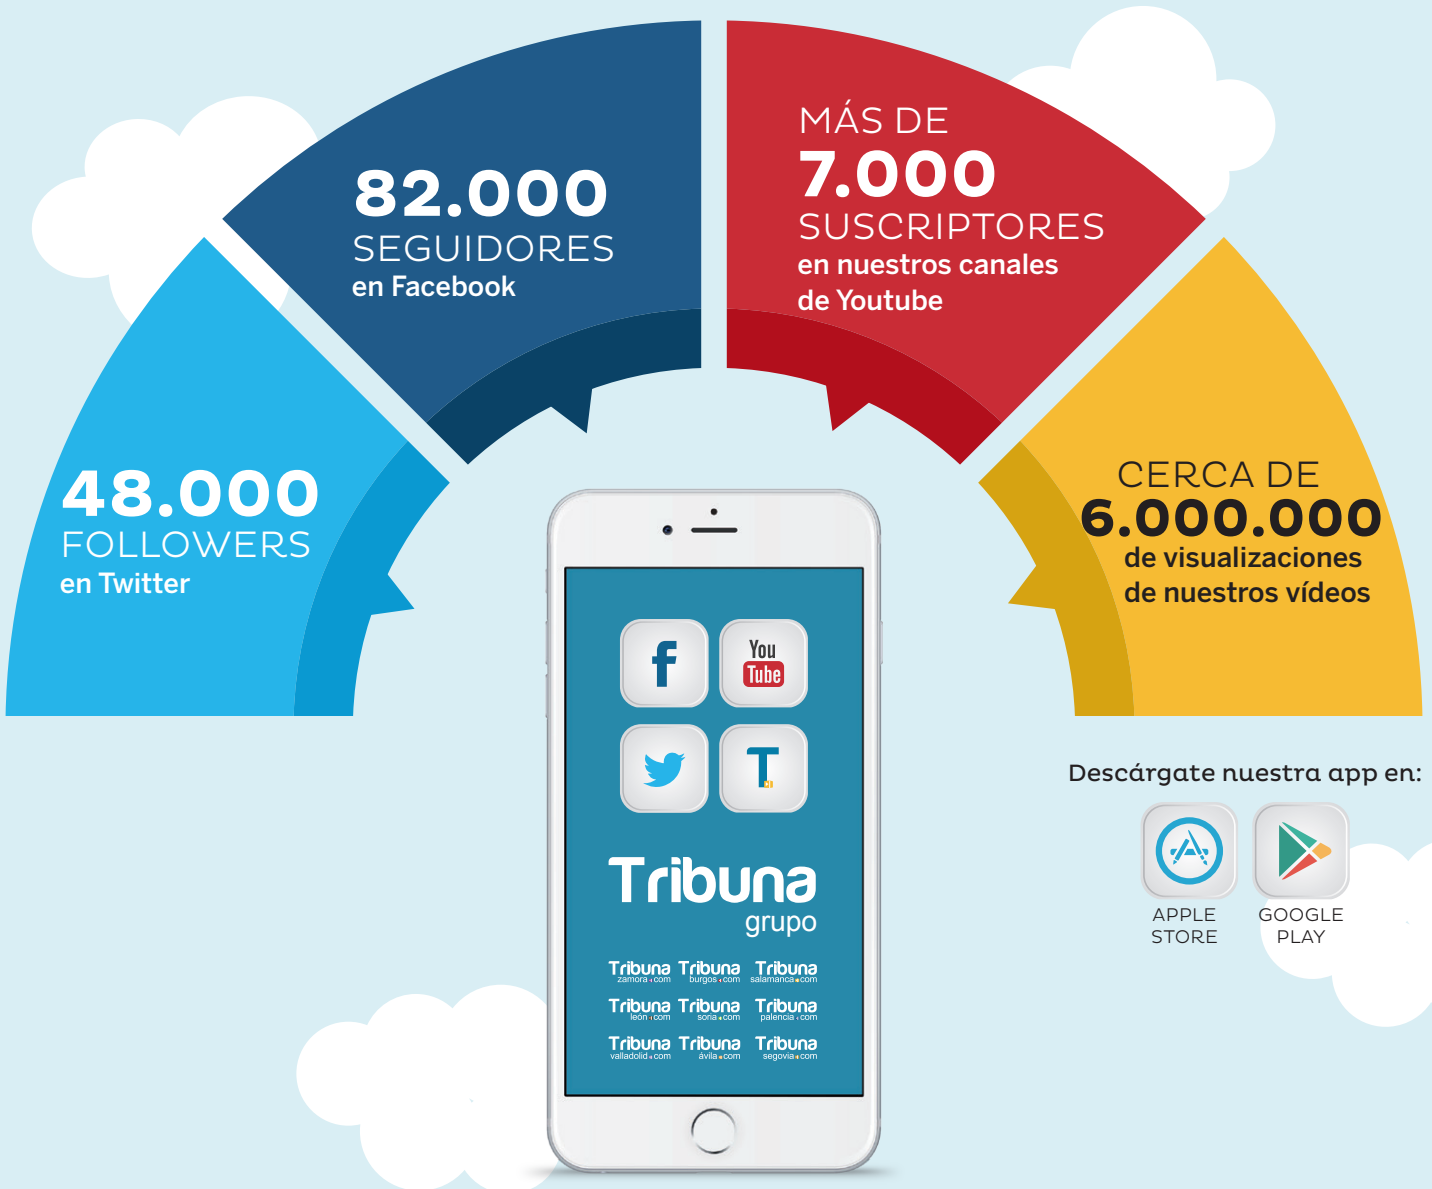 82.000
SEGUIDORES
en Facebook
MÁS DE
7.000
SUSCRIPTORES
en nuestros canales
de Youtube
48.000
FOLLOWERS
en Twitter
CERCA DE
6.000.000
de visualizaciones
de nuestros vídeos
f
You
Tube
T
Tribuna
grupo
Tribuna Tribuna Tribuna
zamora.com burgos.com salamanca.com
Tribuna Tribuna Tribuna
león.com soria.com palencia.com
Tribuna Tribuna Tribuna
valladolid.com ávila.com segovia.com
Descárgate nuestra app en:
APPLE
STORE
GOOGLE
PLAY